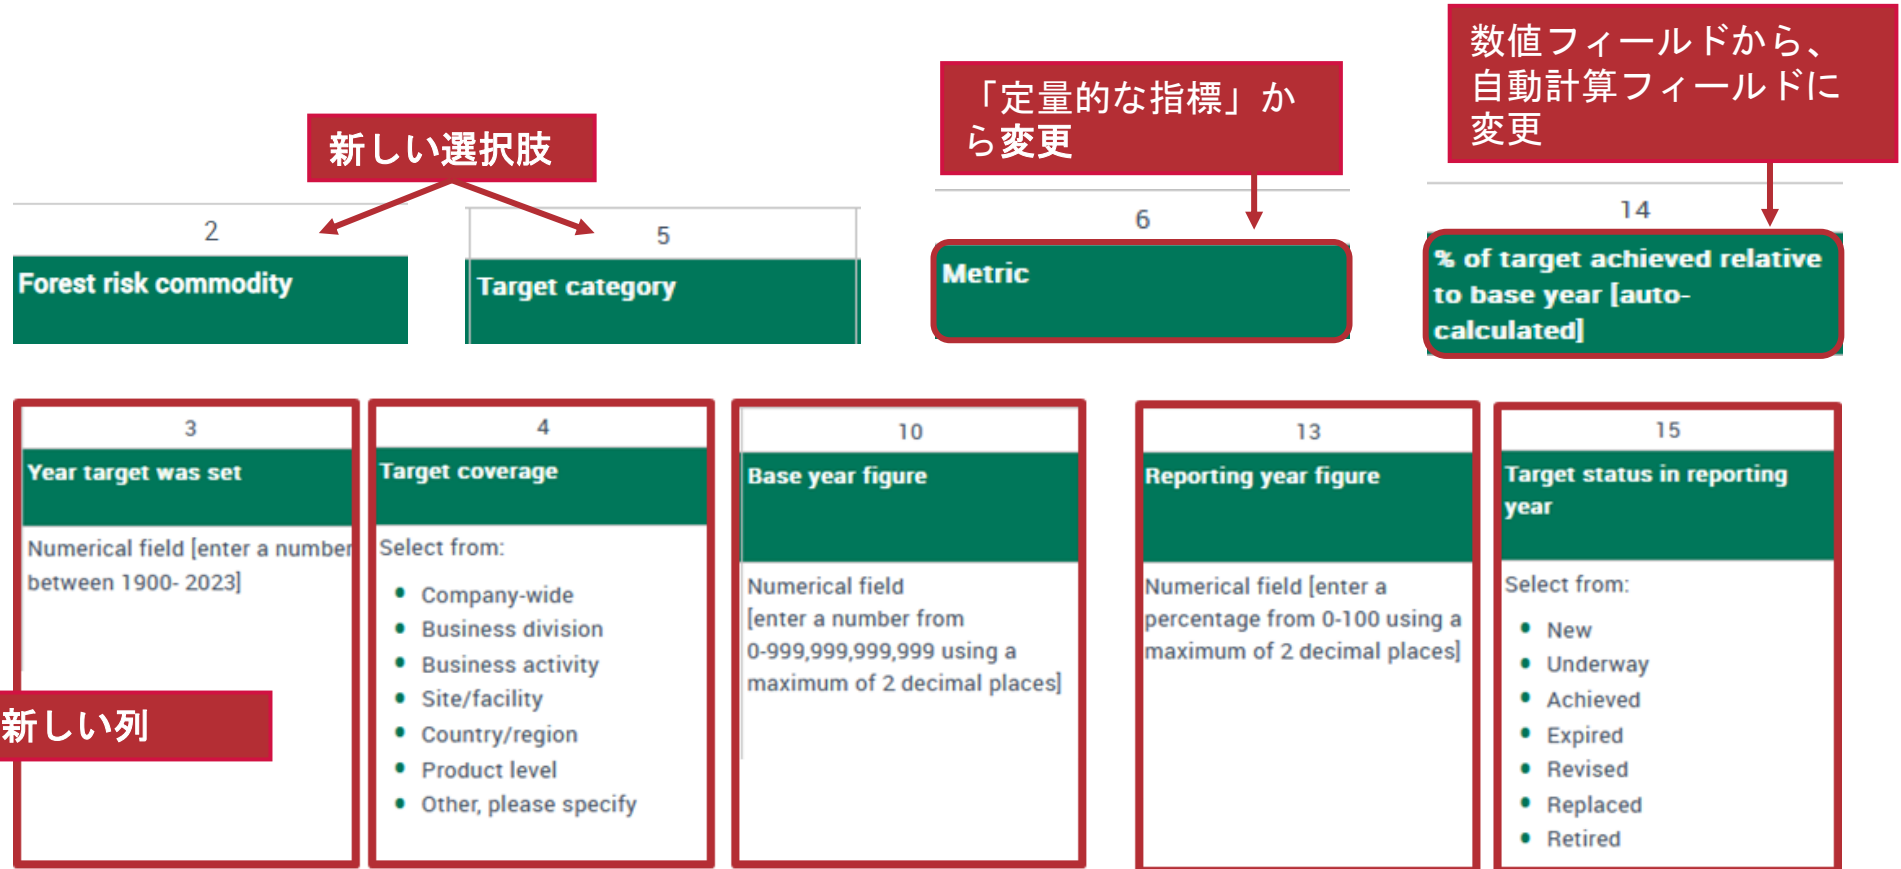 数値フィールドから、
自動計算フィールドに
変更
「定量的な指標」か
ら変更
新しい選択肢
2
Forest risk commodity
5
Target category
6
Metric
14
% of target achieved relative
to base year [auto-
calculated]
3
Year target was set
Numerical field [enter a number
between 1900- 2023]
新しい列
4
Target coverage
Select from:
• Company-wide
• Business division
• Business activity
• Site/facility
• Country/region
• Product level
• Other, please specify
10
Base year figure
Numerical field
[enter a number from
0-999,999,999,999 using a
maximum of 2 decimal places]
13
Reporting year figure
Numerical field [enter a
percentage from 0-100 using a
maximum of 2 decimal places]
15
Target status in reporting
year
Select from:
• New
• Underway
• Achieved
• Expired
• Revised
• Replaced
• Retired